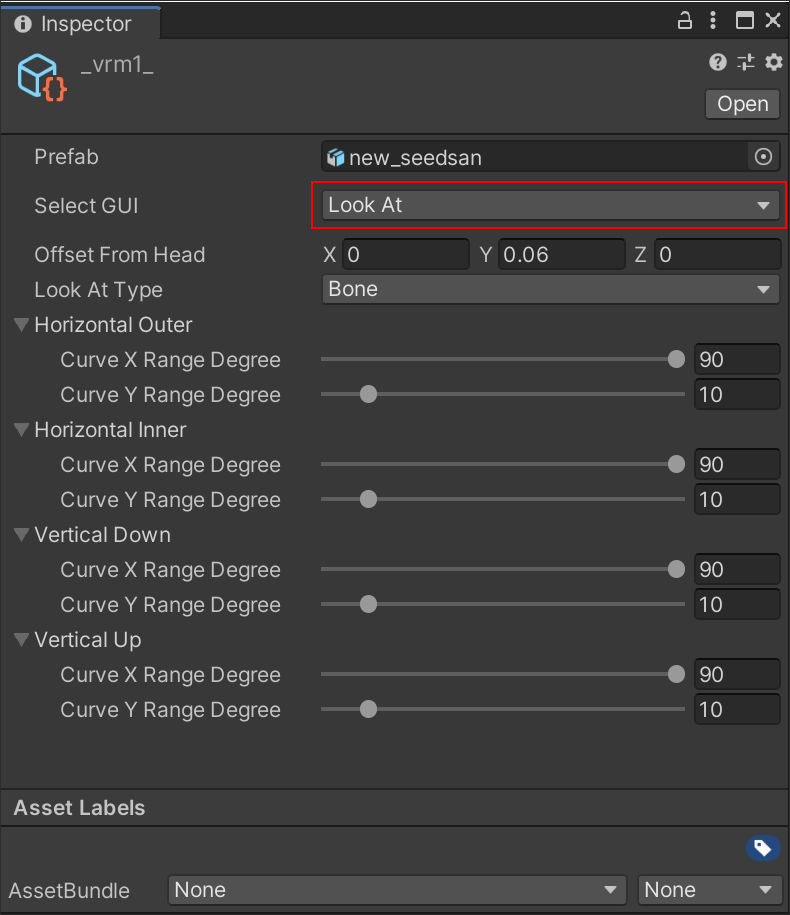 Inspector
_vrm1_
Open
Prefab new_seedsan
Select GUI Look At
Offset From Head X 0 Y 0.06 Z 0
Look At Type Bone
Horizontal Outer
Curve X Range Degree 90
Curve Y Range Degree 10
Horizontal Inner
Curve X Range Degree 90
Curve Y Range Degree 10
Vertical Down
Curve X Range Degree 90
Curve Y Range Degree 10
Vertical Up
Curve X Range Degree 90
Curve Y Range Degree 10
Asset Labels
AssetBundle None None